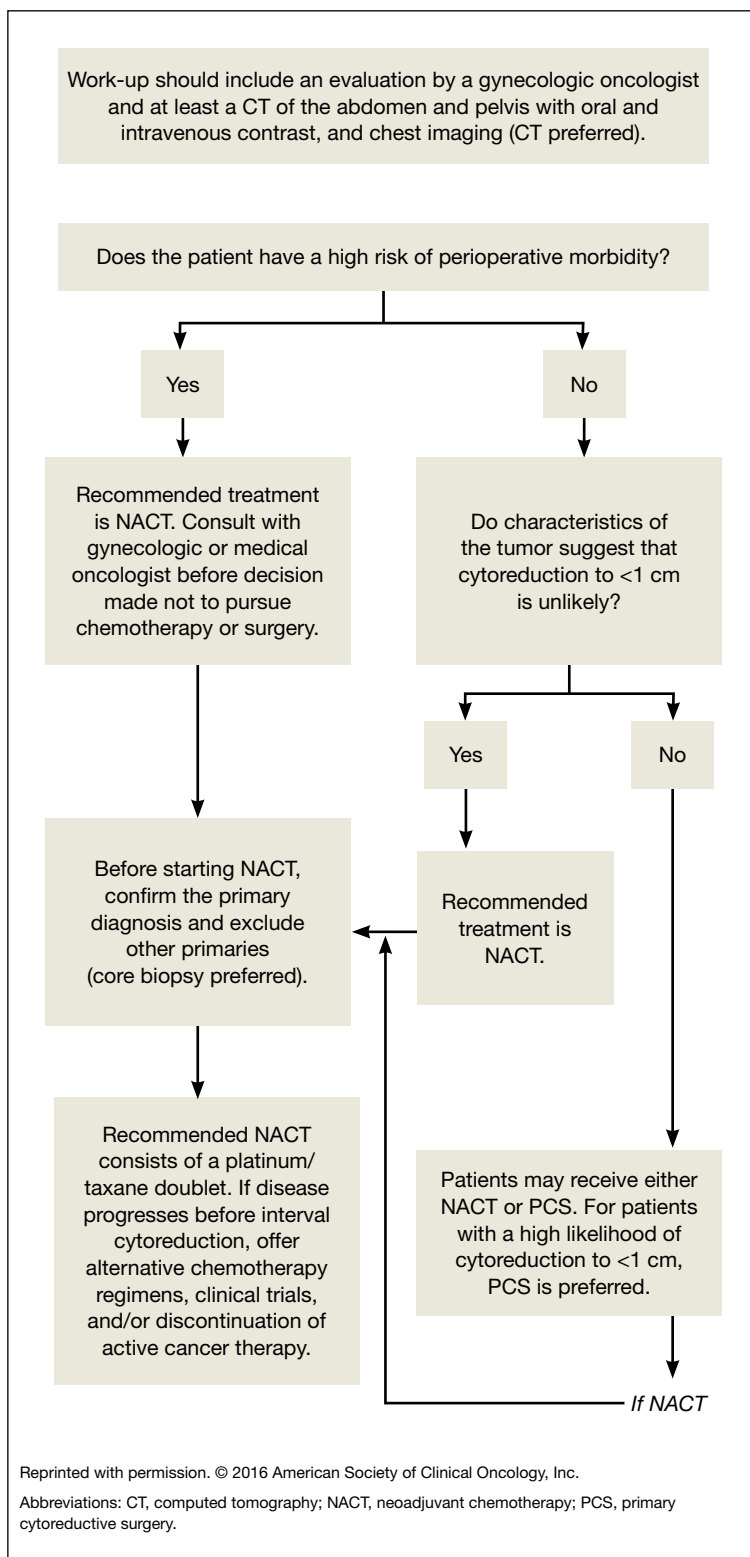 Work-up should include an evaluation by a gynecologic oncologist
and at least a CT of the abdomen and pelvis with oral and
intravenous contrast, and chest imaging (CT preferred).
Does the patient have a high risk of perioperative morbidity?
Yes
No
Recommended treatment
is NACT. Consult with
gynecologic or medical
oncologist before decision
made not to pursue
chemotherapy or surgery.
Do characteristics of
the tumor suggest that
cytoreduction to <1 cm
is unlikely?
Yes
No
Before starting NACT,
confirm the primary
diagnosis and exclude
other primaries
(core biopsy preferred).
Recommended
treatment is
NACT.
Recommended NACT
consists of a platinum/
taxane doublet. If disease
progresses before interval
cytoreduction, offer
alternative chemotherapy
regimens, clinical trials,
and/or discontinuation of
active cancer therapy.
Patients may receive either
NACT or PCS. For patients
with a high likelihood of
cytoreduction to <1 cm,
PCS is preferred.
If NACT
Reprinted with permission. © 2016 American Society of Clinical Oncology, Inc.
Abbreviations: CT, computed tomography; NACT, neoadjuvant chemotherapy; PCS, primary
cytoreductive surgery.